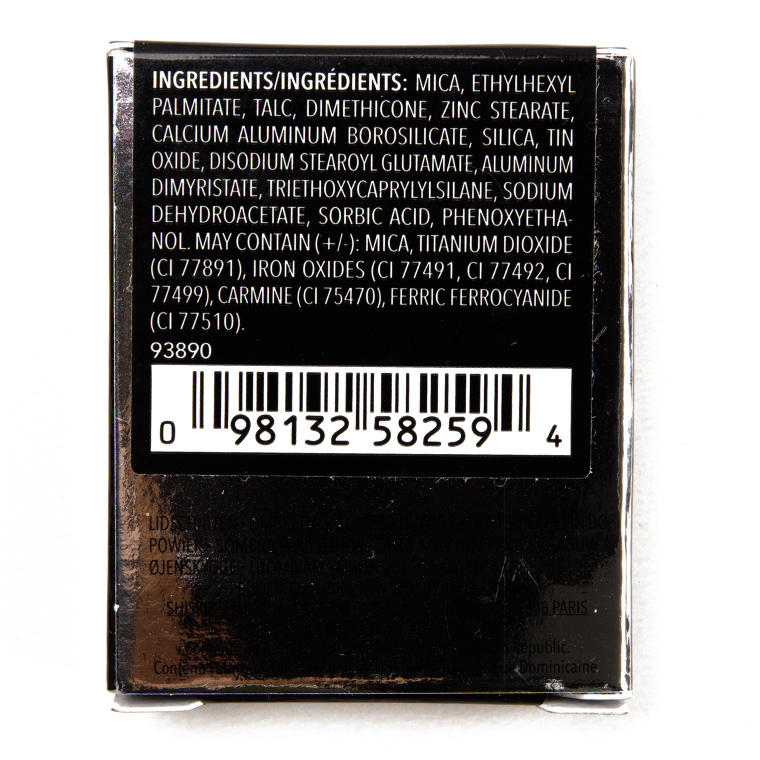 INGREDIENTS/INGRÉDIENTS: MICA, ETHYLHEXYL
PALMITATE, TALC, DIMETHICONE, ZINC STEARATE,
CALCIUM ALUMINUM BOROSILICATE, SILICA, TIN
OXIDE, DISODIUM STEAROYL GLUTAMATE, ALUMINUM
DIMYRISTATE, TRIETHOXYCAPRYLYLSILANE, SODIUM
DEHYDROACETATE, SORBIC ACID, PHENOXYETHA-
NOL. MAY CONTAIN (+/-): MICA, TITANIUM DIOXIDE
(CI 77891), IRON OXIDES (CI 77491, CI 77492, CI
77499), CARMINE (CI 75470), FERRIC FERROCYANIDE
(CI 77510).
93890
0 98132 58259 4
POWIEK
PARIS
Republic.
Dominicaine.